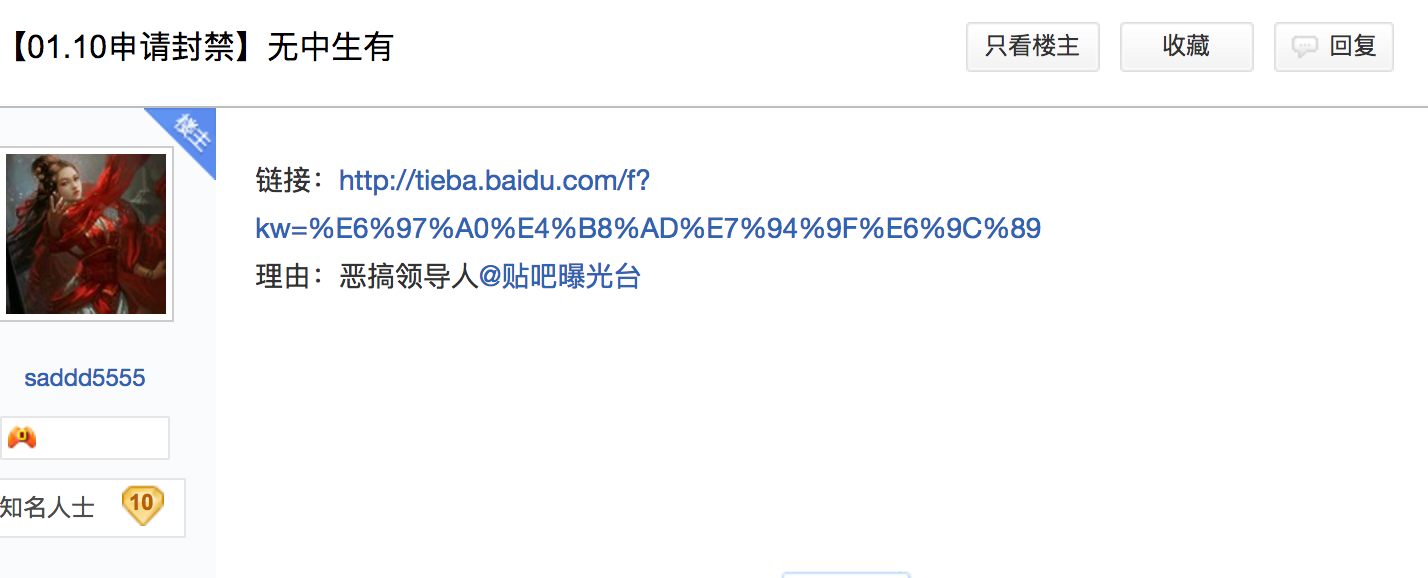 【01.10申请封禁】无中生有
只看楼主
收藏
回复
楼主
链接：http://tieba.baidu.com/f?
kw=%E6%97%A0%E4%B8%AD%E7%94%9F%E6%9C%89
理由：恶搞领导人@贴吧曝光台
saddd5555
知名人士 10